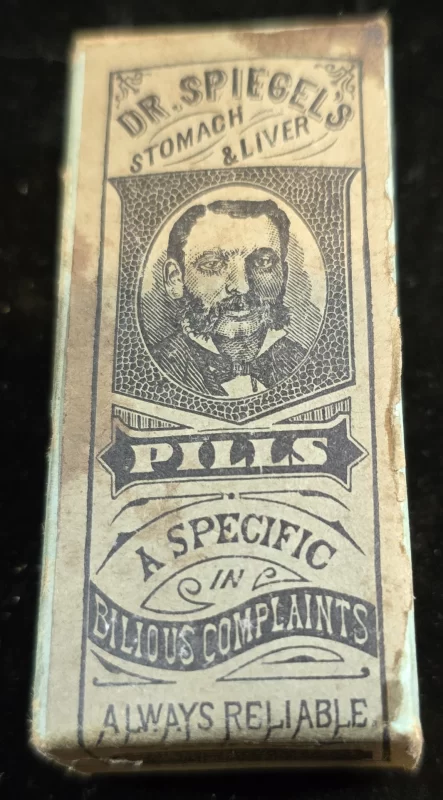 DR. SPIEGEL'S
STOMACH
& LIVER
PILLS
A SPECIFIC
IN
BILIOUS COMPLAINTS
ALWAYS RELIABLE